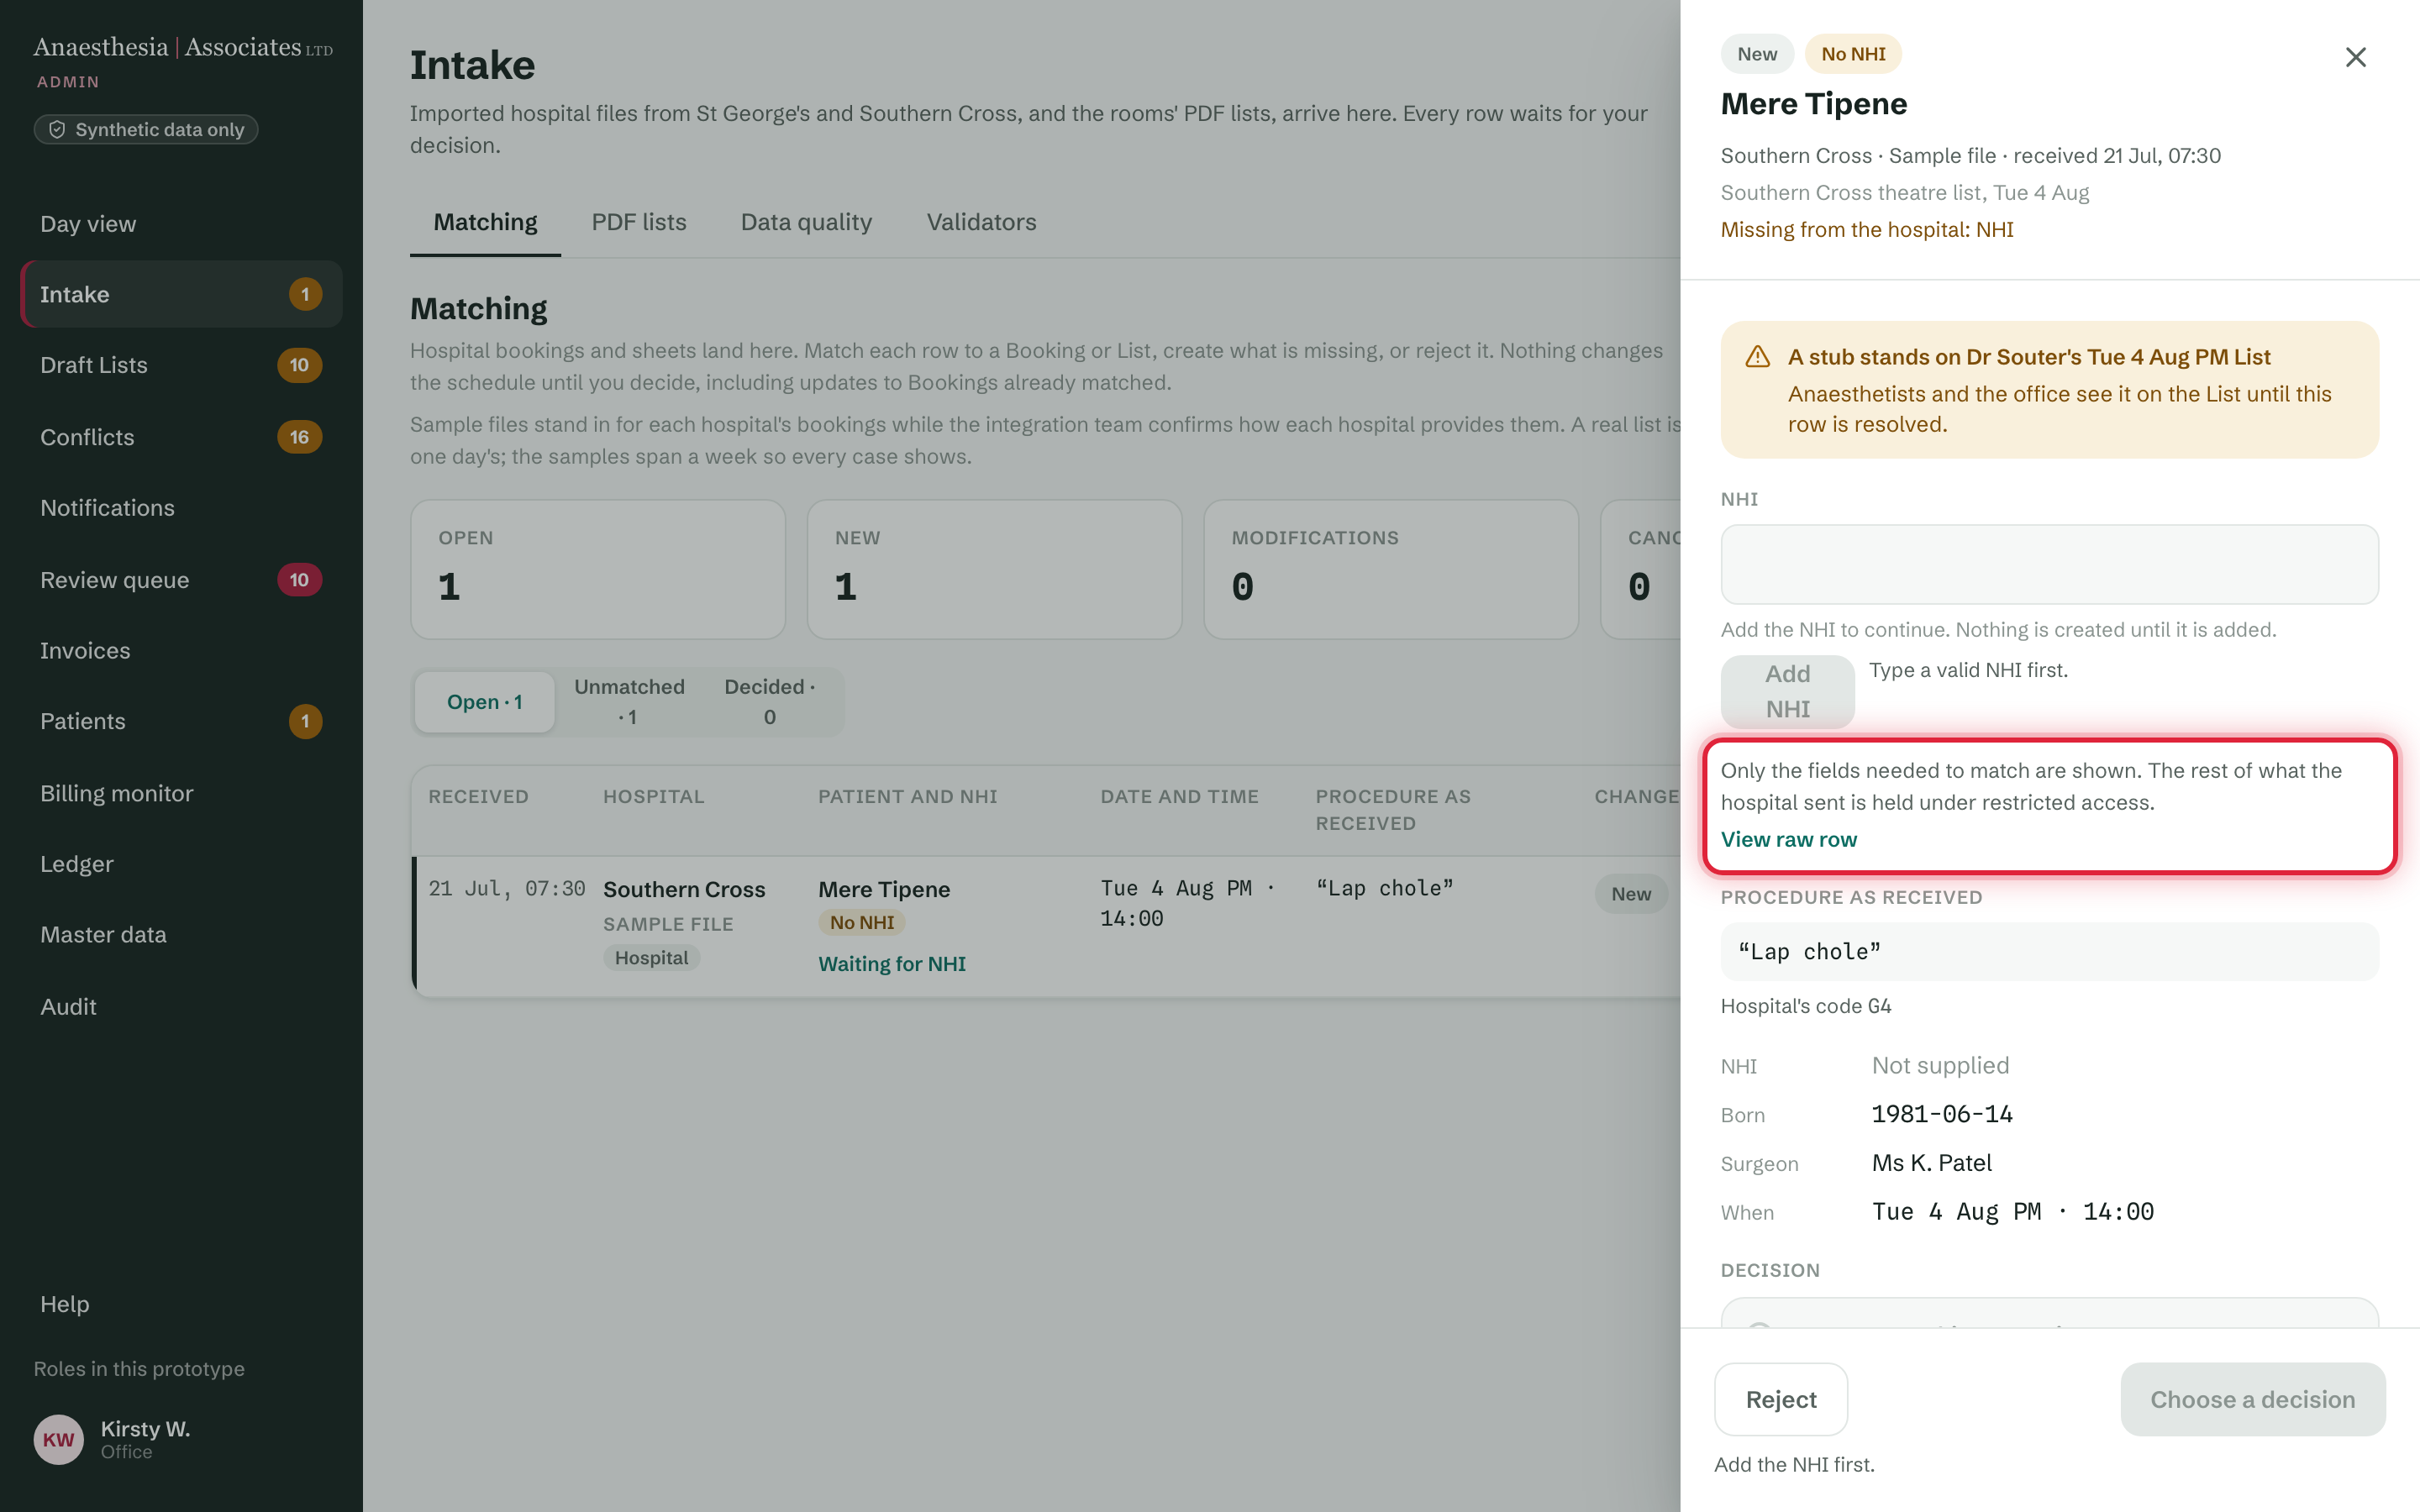 Anaesthesia | Associates LTD
ADMIN
Synthetic data only
Day view
Intake 1
Draft Lists 10
Conflicts 16
Notifications
Review queue 10
Invoices
Patients 1
Billing monitor
Ledger
Master data
Audit
Help
Roles in this prototype
KW Kirsty W.
Office
Intake
Imported hospital files from St George's and Southern Cross, and the rooms' PDF lists, arrive here. Every row waits for your
decision.
Matching PDF lists Data quality Validators
Matching
Hospital bookings and sheets land here. Match each row to a Booking or List, create what is missing, or reject it. Nothing changes
the schedule until you decide, including updates to Bookings already matched.
Sample files stand in for each hospital's bookings while the integration team confirms how each hospital provides them. A real list is
one day's; the samples span a week so every case shows.
OPEN NEW MODIFICATIONS CANC
1 1 0 0
Open · 1 Unmatched Decided ·
· 1 0
RECEIVED HOSPITAL PATIENT AND NHI DATE AND TIME PROCEDURE AS CHANGE
RECEIVED
21 Jul, 07:30 Southern Cross Mere Tipene Tue 4 Aug PM · “Lap chole” New
SAMPLE FILE No NHI 14:00
Hospital Waiting for NHI
New No NHI
Mere Tipene
Southern Cross · Sample file · received 21 Jul, 07:30
Southern Cross theatre list, Tue 4 Aug
Missing from the hospital: NHI
A stub stands on Dr Souter's Tue 4 Aug PM List
Anaesthetists and the office see it on the List until this
row is resolved.
NHI
Add the NHI to continue. Nothing is created until it is added.
Add Type a valid NHI first.
NHI
Only the fields needed to match are shown. The rest of what the
hospital sent is held under restricted access.
View raw row
PROCEDURE AS RECEIVED
“Lap chole”
Hospital's code G4
NHI Not supplied
Born 1981-06-14
Surgeon Ms K. Patel
When Tue 4 Aug PM · 14:00
DECISION
Reject Choose a decision
Add the NHI first.